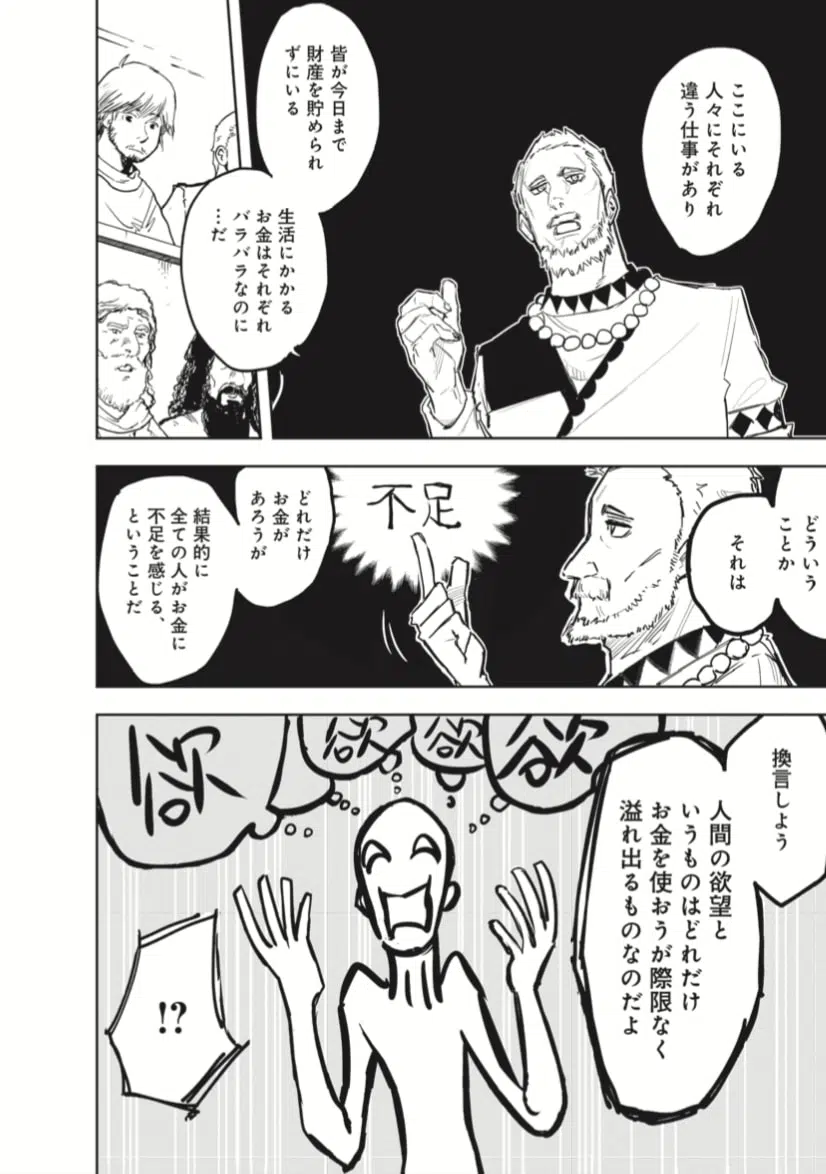 ここにいる
人々にそれぞれ
違う仕事があり
皆が今日まで
財産を貯められ
ずにいる
生活にかかる
お金はそれぞれ
バラバラなのに
…だ
どういう
ことか
それは
不足
どれだけ
お金が
あろうが
結果的に
全ての人がお金に
不足を感じる、
ということだ
換言しよう
人間の欲望と
いうものはどれだけ
お金を使おうが際限なく
溢れ出るものなのだよ
欲
欲
欲
欲
!?